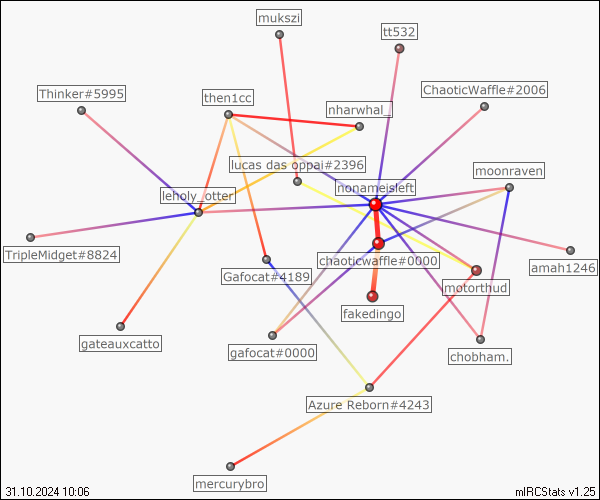 mukszi
tt532
Thinker#5995
then1cc
ChaoticWaffle#2006
nharwhal_
lucas das oppai#2396
moonraven
leholy_otter
nonameisleft
TripleMidget#8824
chaoticwaffle#0000
amah1246
Gafocat#4189
motorthud
fakedingo
gateauxcatto
gafocat#0000
chobham.
Azure Reborn#4243
mercurybro
31.10.2024 10:06
mIRCStats v1.25